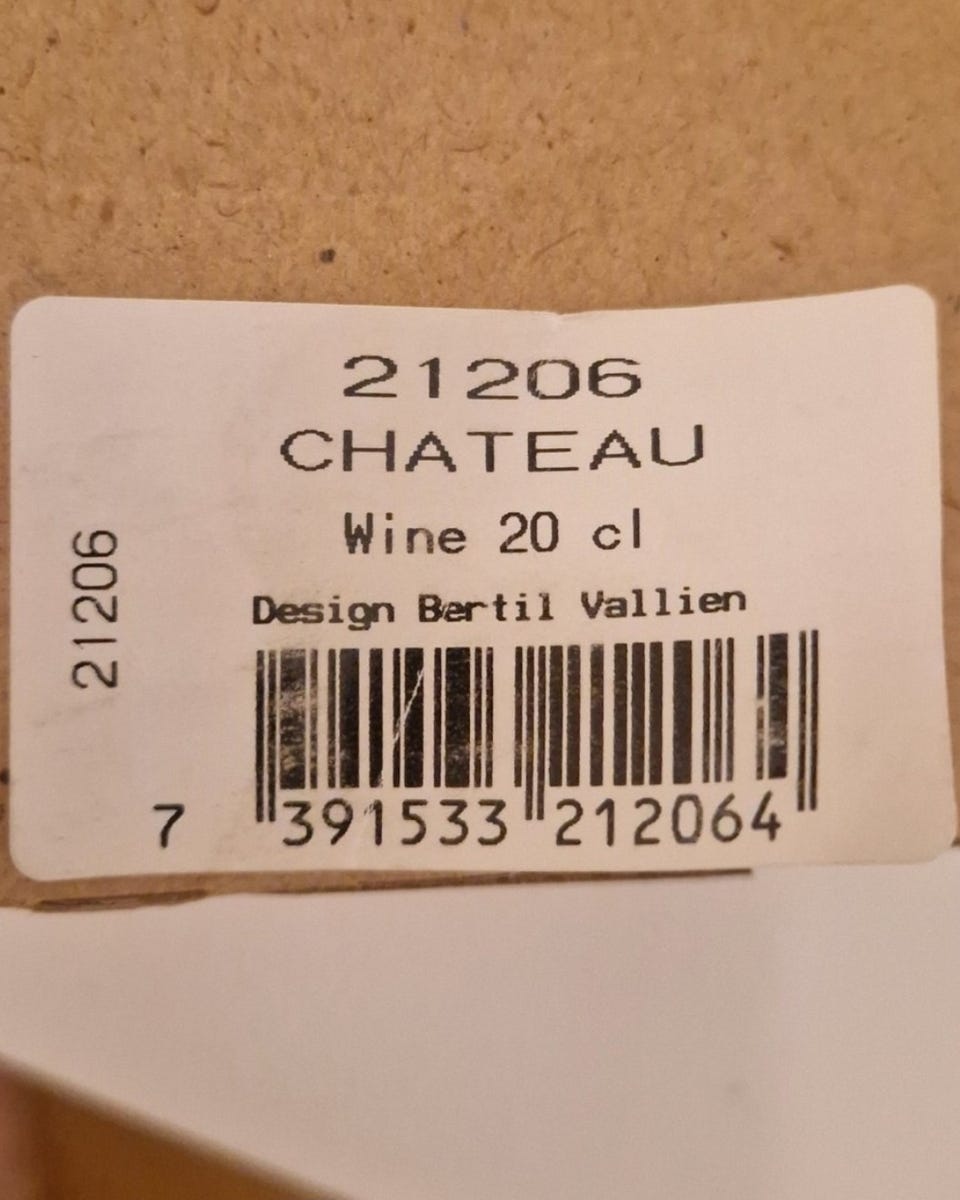 21206
CHATEAU
Wine 20 cl
Design Bertil Vallien
21206
7 391533 212064